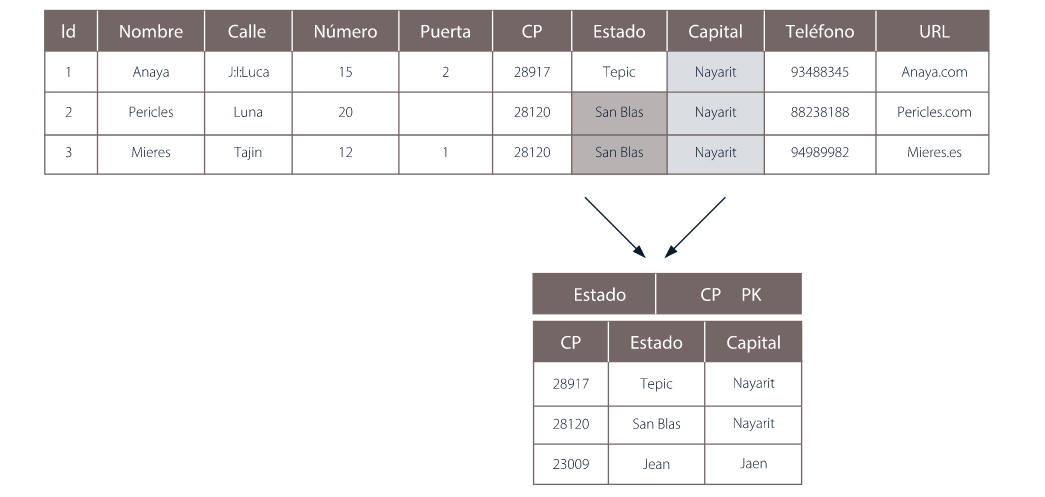 Id Nombre Calle Número Puerta CP Estado Capital Teléfono URL
1 Anaya J:I:Luca 15 2 28917 Tepic Nayarit 93488345 Anaya.com
2 Pericles Luna 20 28120 San Blas Nayarit 88238188 Pericles.com
3 Mieres Tajin 12 1 28120 San Blas Nayarit 94989982 Mieres.es
Estado CP PK
CP Estado Capital
28917 Tepic Nayarit
28120 San Blas Nayarit
23009 Jean Jaen